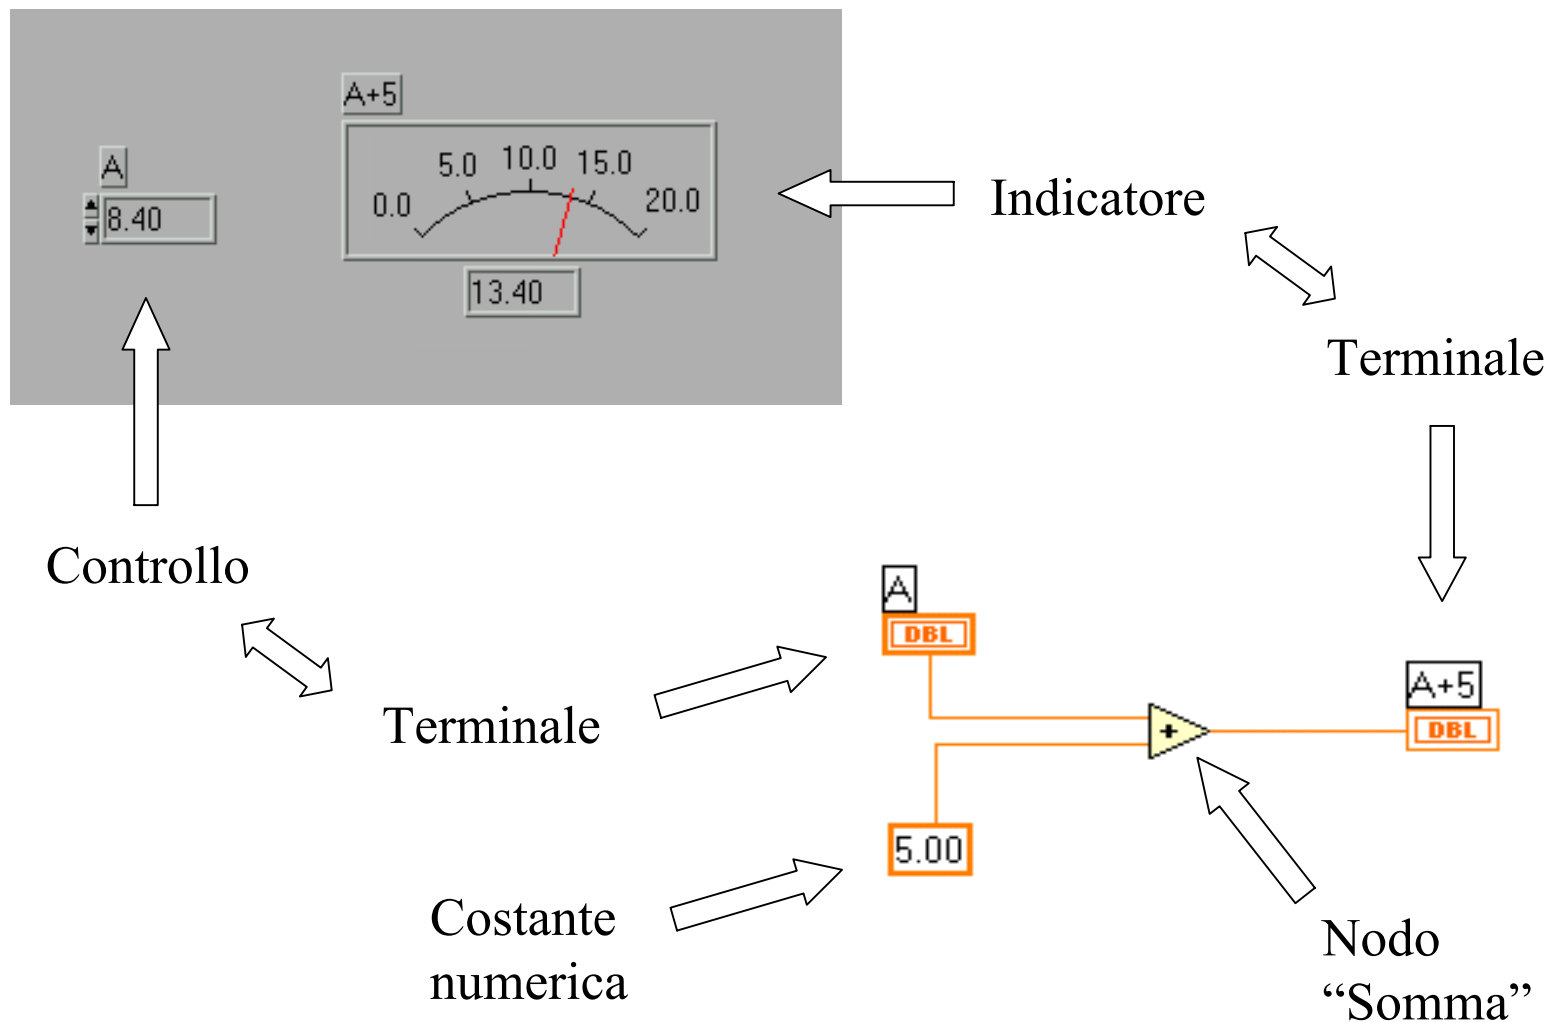 A+5
A
0.0
5.0
10.0
15.0
20.0
8.40
13.40
Indicatore
Terminale
Controllo
A
DBL
Terminale
A+5
DBL
+
5.00
Costante
numerica
Nodo
“Somma”